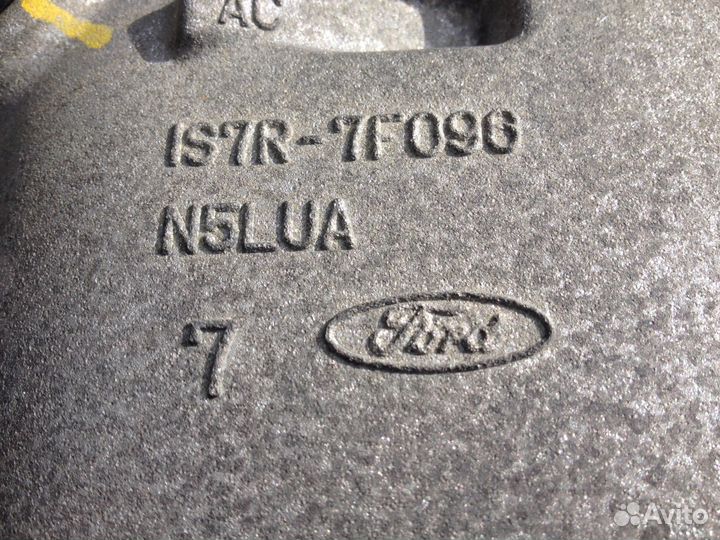 AC
1S7R-7F096
N5LUA
7 Ford
Avito